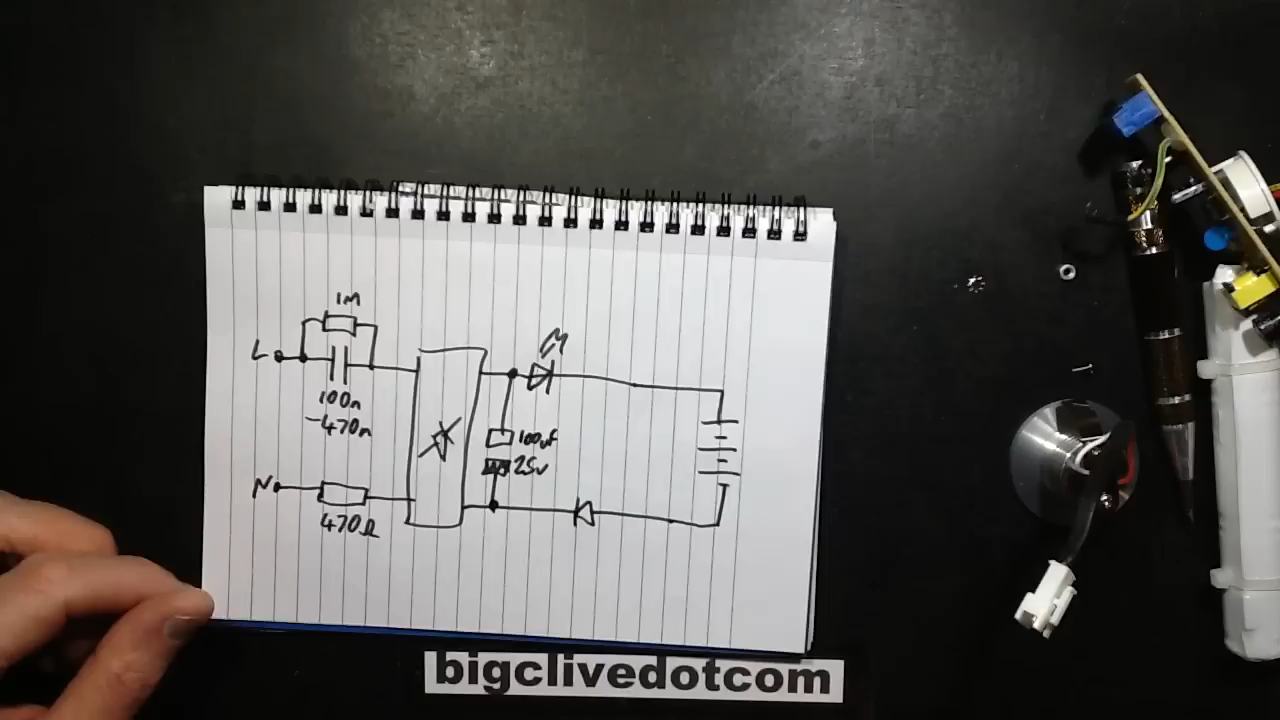 1M
L
100n
-470n
100uf
25v
N
470Ω
bigclivedotcom